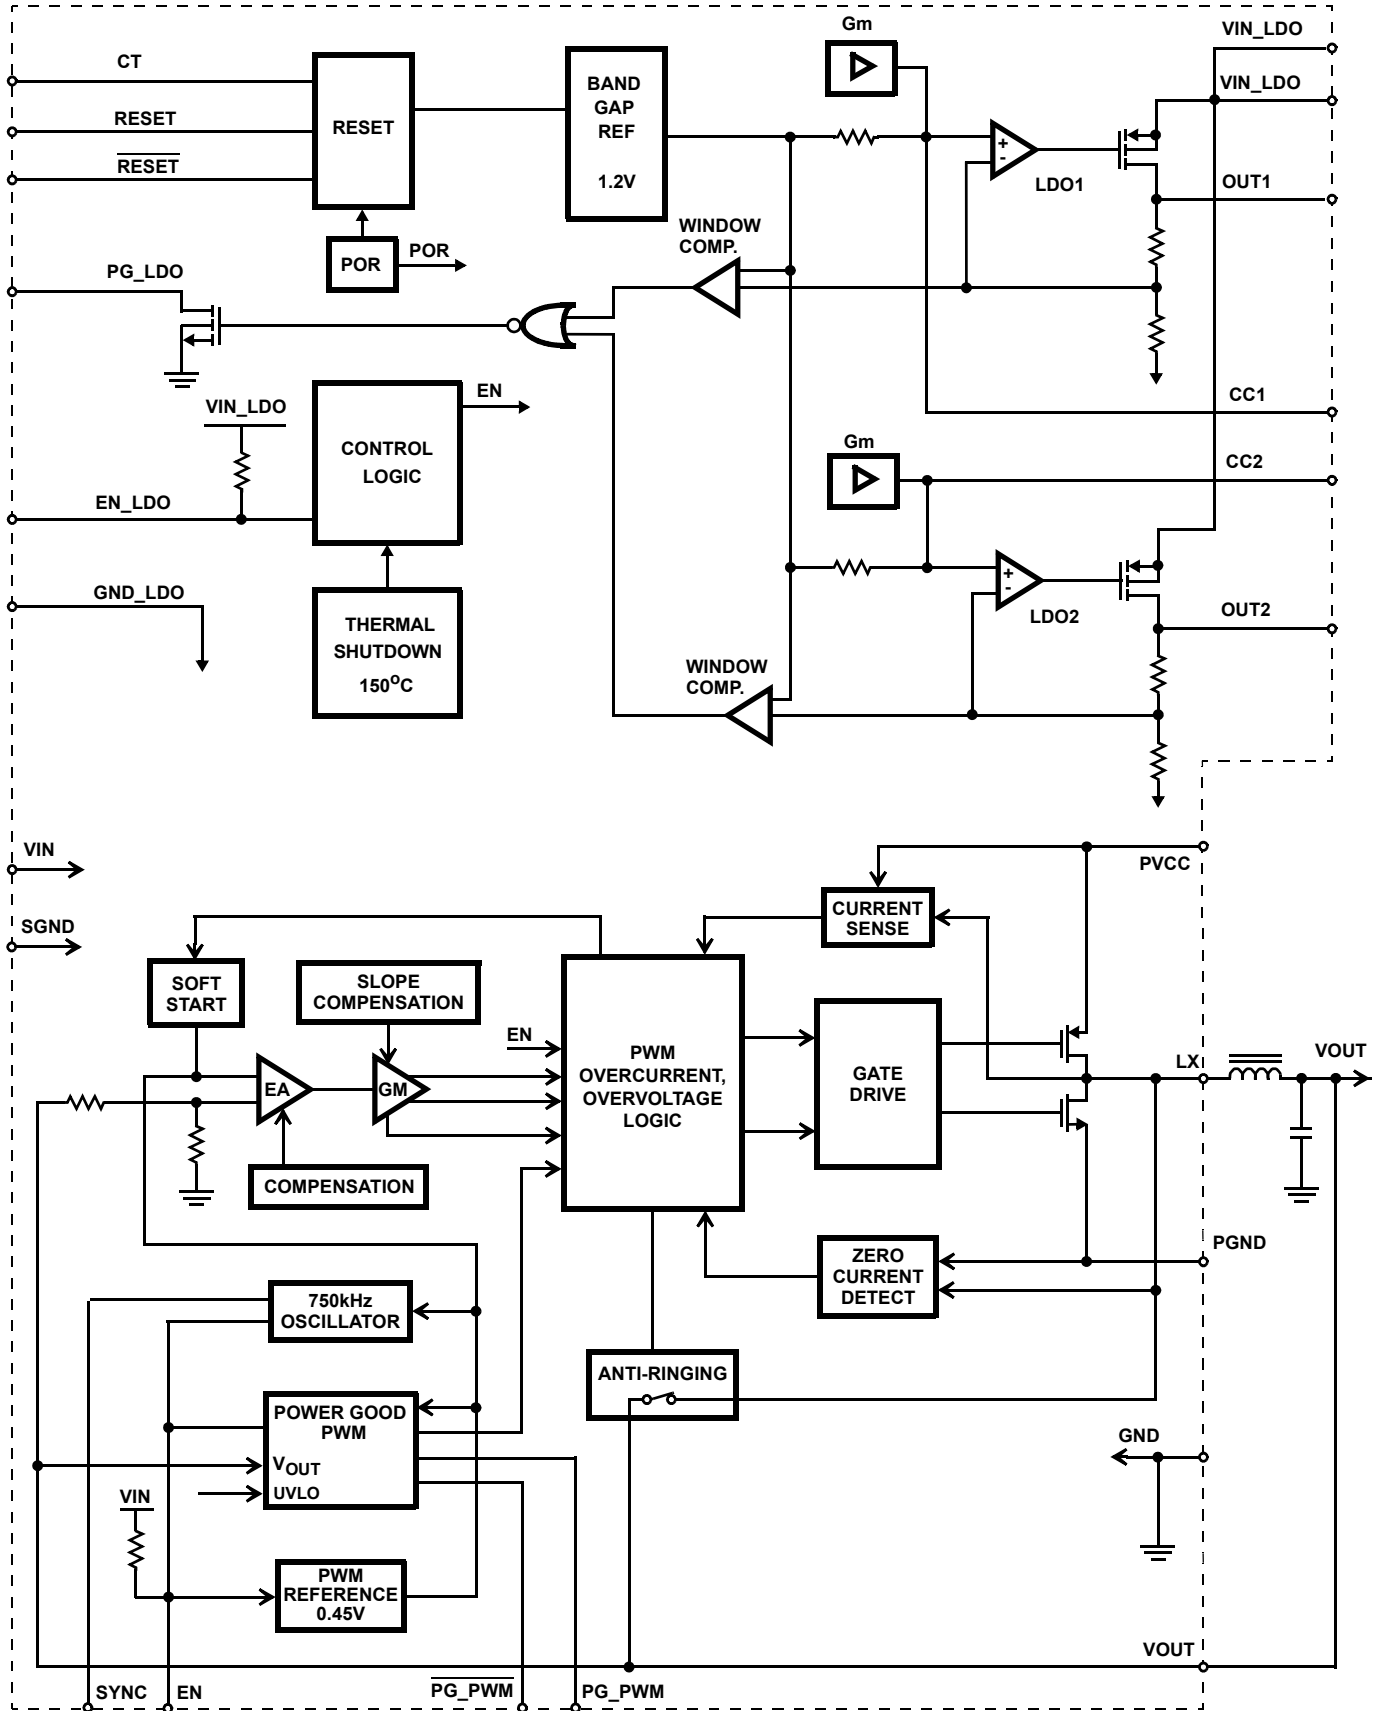 Gm
VIN_LDO
CT
VIN_LDO
BAND
GAP
REF
1.2V
RESET
RESET
+
-
LDO1
RESET
OUT1
WINDOW
COMP.
POR
POR
PG_LDO
EN
VIN_LDO
CC1
CONTROL
LOGIC
Gm
CC2
EN_LDO
+
-
LDO2
GND_LDO
OUT2
THERMAL
SHUTDOWN
150°C
WINDOW
COMP.
VIN
PVCC
CURRENT
SENSE
SGND
SOFT
START
SLOPE
COMPENSATION
EN
PWM
OVERCURRENT,
OVERVOLTAGE
LOGIC
GATE
DRIVE
LX
VOUT
EA
GM
COMPENSATION
PGND
ZERO
CURRENT
DETECT
750kHz
OSCILLATOR
ANTI-RINGING
POWER GOOD
PWM
VOUT
UVLO
GND
VIN
PWM
REFERENCE
0.45V
VOUT
SYNC
EN
PG_PWM
PG_PWM